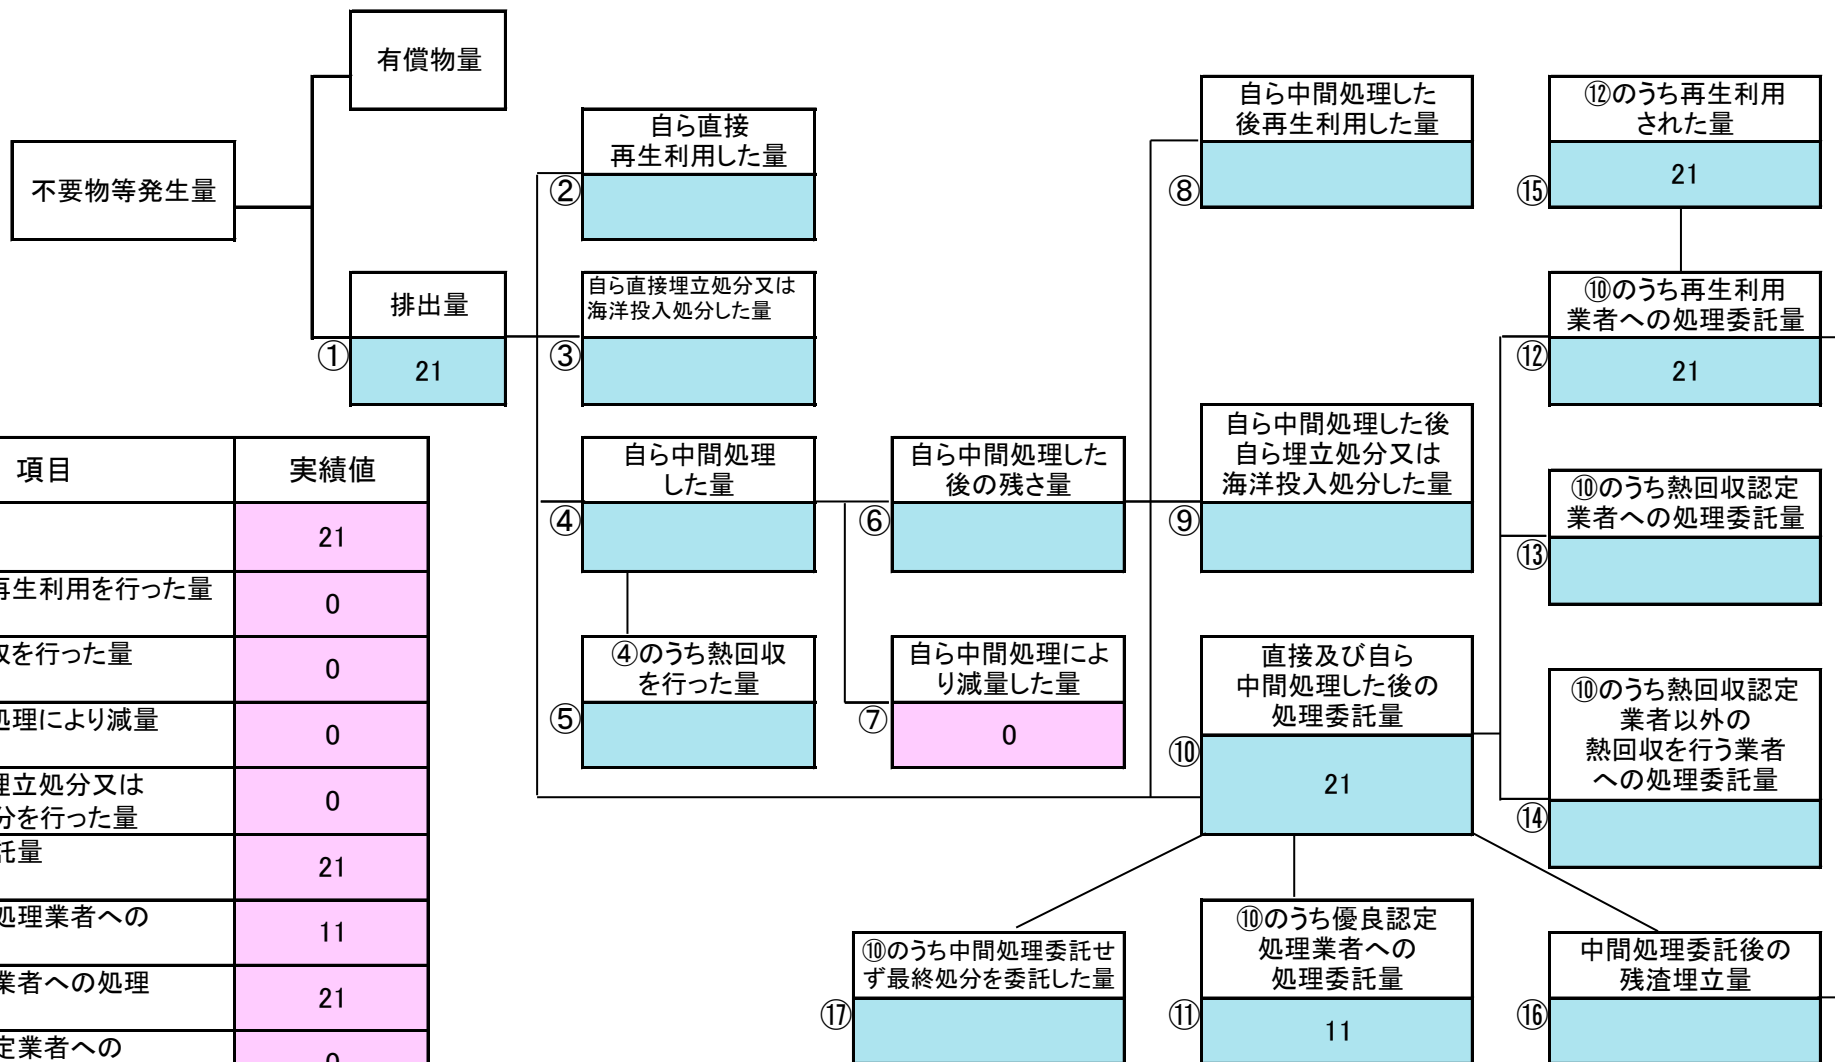 有償物量
不要物等発生量
排出量
①
21
自ら直接
再生利用した量
②
自ら直接埋立処分又は
海洋投入処分した量
③
自ら中間処理
した量
④
④のうち熱回収
を行った量
⑤
自ら中間処理した
後の残さ量
⑥
自ら中間処理によ
り減量した量
⑦
0
自ら中間処理した
後再生利用した量
⑧
自ら中間処理した後
自ら埋立処分又は
海洋投入処分した量
⑨
直接及び自ら
中間処理した後の
処理委託量
⑩
21
⑫のうち再生利用
された量
⑮
21
⑩のうち再生利用
業者への処理委託量
⑫
21
⑩のうち熱回収認定
業者への処理委託量
⑬
⑩のうち熱回収認定
業者以外の
熱回収を行う業者
への処理委託量
⑭
⑩のうち中間処理委託せ
ず最終処分を委託した量
⑰
⑩のうち優良認定
処理業者への
処理委託量
⑪
11
中間処理委託後の
残渣埋立量
⑯
項目 実績値
21
再生利用を行った量 0
を行った量 0
処理により減量 0
埋立処分又は
分を行った量 0
託量 21
処理業者への 11
業者への処理 21
定業者への 0